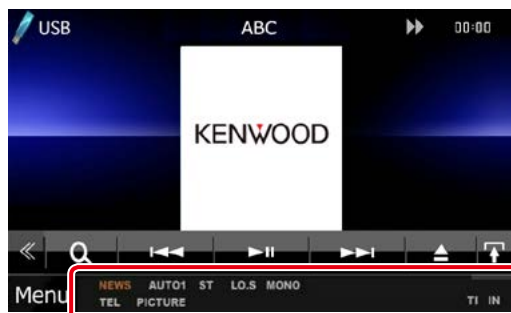 USB ABC 00:00
KENWOOD
Menu
NEWS AUTO1 ST LO.S MONO
TEL PICTURE TI IN